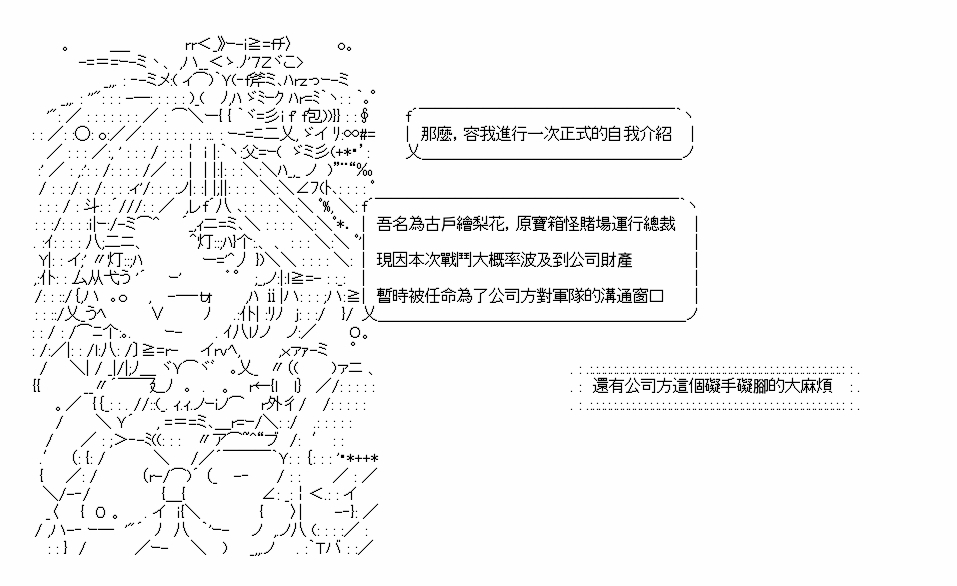 那麼，容我進行一次正式的自我介紹
吾名為古戶繪梨花，原寶箱怪賭場運行總裁
現因本次戰鬥大概率波及到公司財產
暫時被任命為了公司方對軍隊的溝通窗口
還有公司方這個礙手礙腳的大麻煩